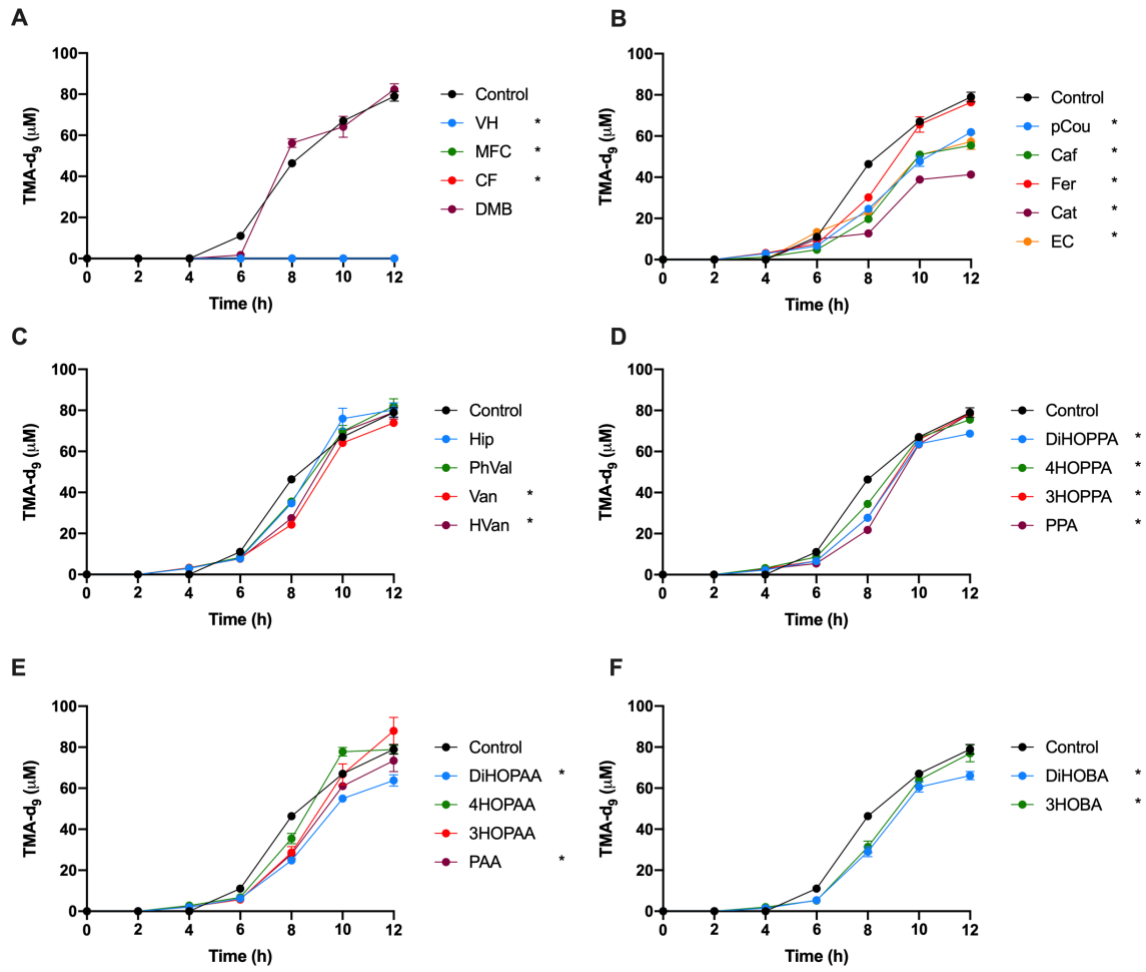 A
TMA-d9 (μM)
100
80
60
40
20
0
0 2 4 6 8 10 12
Time (h)
Control
VH *
MFC *
CF *
DMB
B
TMA-d9 (μM)
100
80
60
40
20
0
0 2 4 6 8 10 12
Time (h)
Control
pCou *
Caf *
Fer *
Cat *
EC *
C
TMA-d9 (μM)
100
80
60
40
20
0
0 2 4 6 8 10 12
Time (h)
Control
Hip
PhVal
Van *
HVan *
D
TMA-d9 (μM)
100
80
60
40
20
0
0 2 4 6 8 10 12
Time (h)
Control
DiHOPPA *
4HOPPA *
3HOPPA *
PPA *
E
TMA-d9 (μM)
100
80
60
40
20
0
0 2 4 6 8 10 12
Time (h)
Control
DiHOPAA *
4HOPAA
3HOPAA
PAA *
F
TMA-d9 (μM)
100
80
60
40
20
0
0 2 4 6 8 10 12
Time (h)
Control
DiHOBA *
3HOBA *